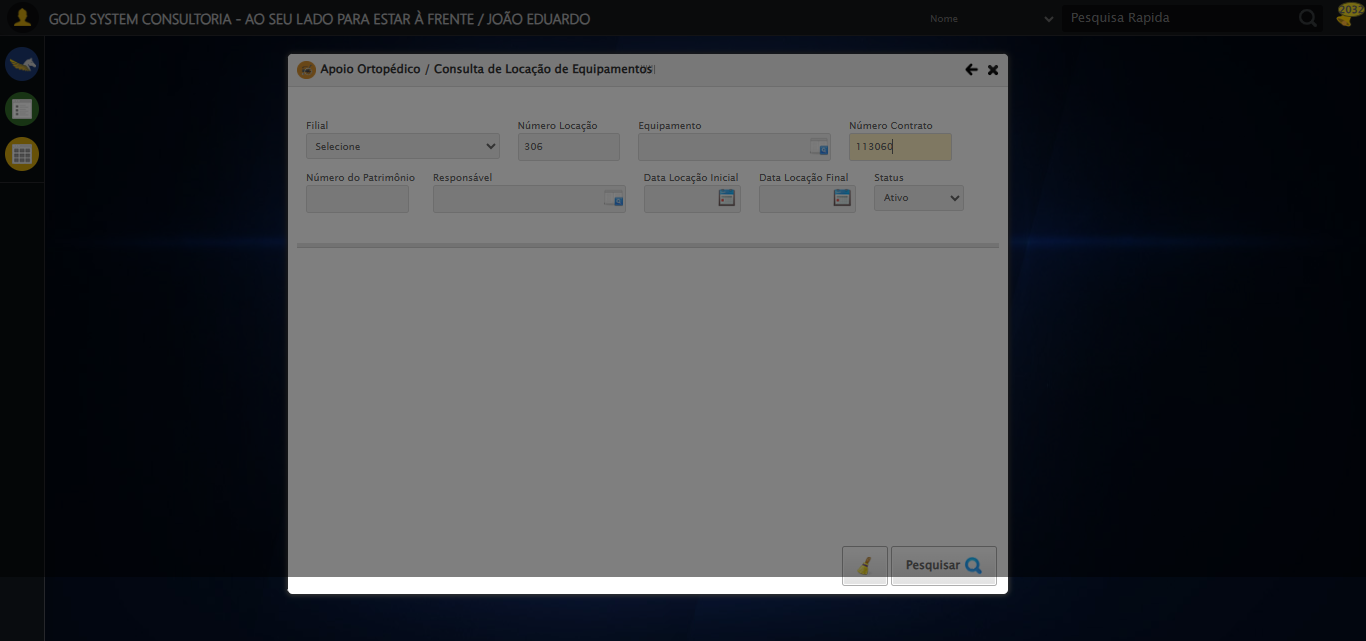 GOLD SYSTEM CONSULTORIA - AO SEU LADO PARA ESTAR À FRENTE / JOÃO EDUARDO
Nome
Pesquisa Rapida
2032
Apoio Ortopédico / Consulta de Locação de Equipamentos
Filial
Número Locação
Equipamento
Número Contrato
Selecione
306
113060
Número do Patrimônio
Responsável
Data Locação Inicial
Data Locação Final
Status
Ativo
Pesquisar